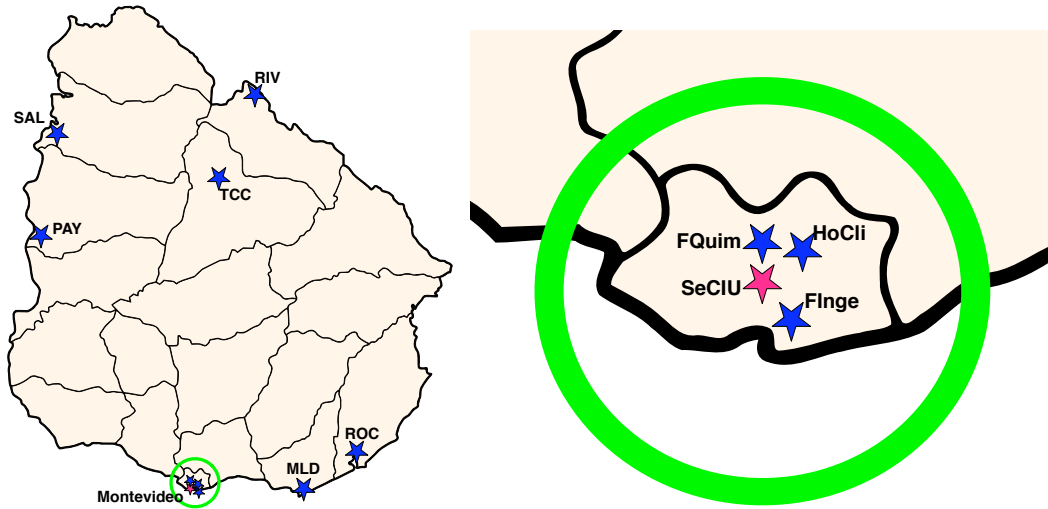 RIV
SAL
TCC
PAY
ROC
MLD
Montevideo
FQuim
HoCli
SeCIU
FInge